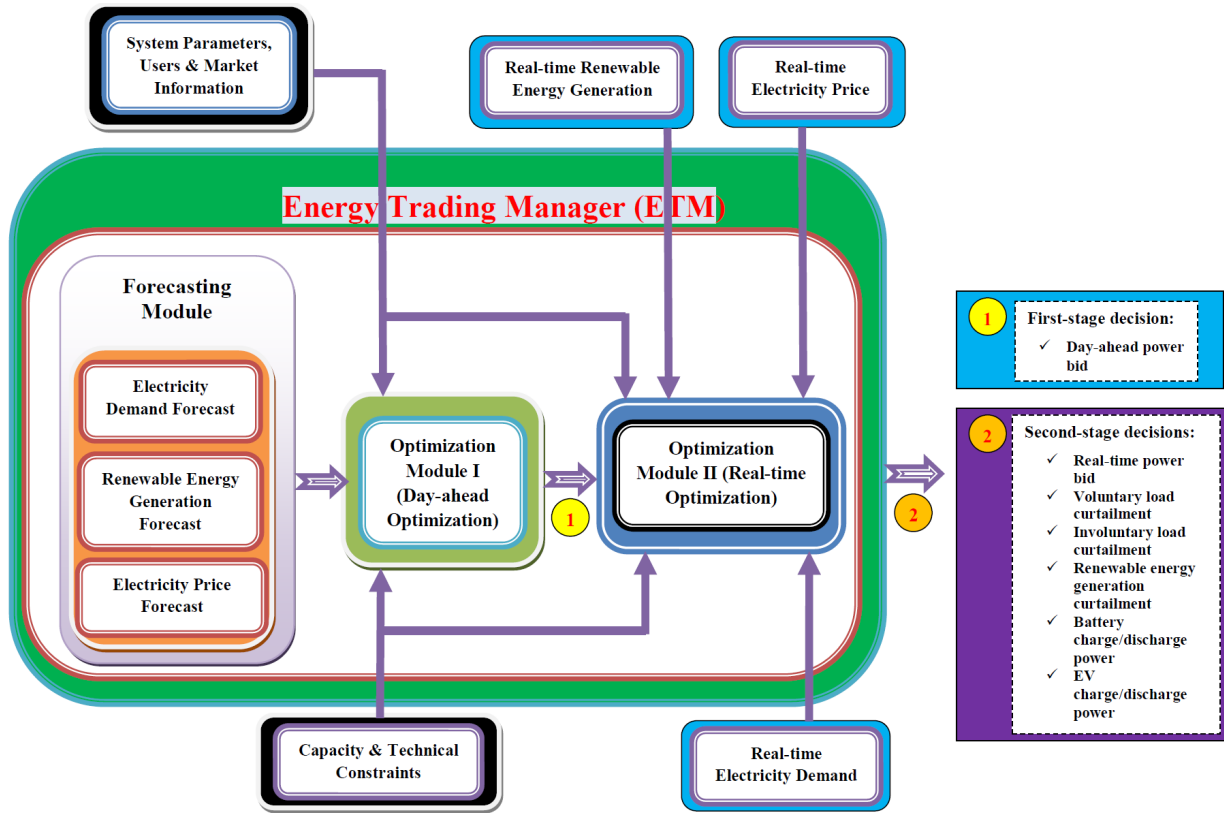 System Parameters,
Users & Market
Information
Real-time Renewable
Energy Generation
Real-time
Electricity Price
Energy Trading Manager (ETM)
Forecasting
Module
Electricity
Demand Forecast
Renewable Energy
Generation
Forecast
Electricity Price
Forecast
Optimization
Module I
(Day-ahead
Optimization)
1
Optimization
Module II (Real-time
Optimization)
2
1
First-stage decision:
✓ Day-ahead power
bid
2
Second-stage decisions:
✓ Real-time power
bid
✓ Voluntary load
curtailment
✓ Involuntary load
curtailment
✓ Renewable energy
generation
curtailment
✓ Battery
charge/discharge
power
✓ EV
charge/discharge
power
Capacity & Technical
Constraints
Real-time
Electricity Demand